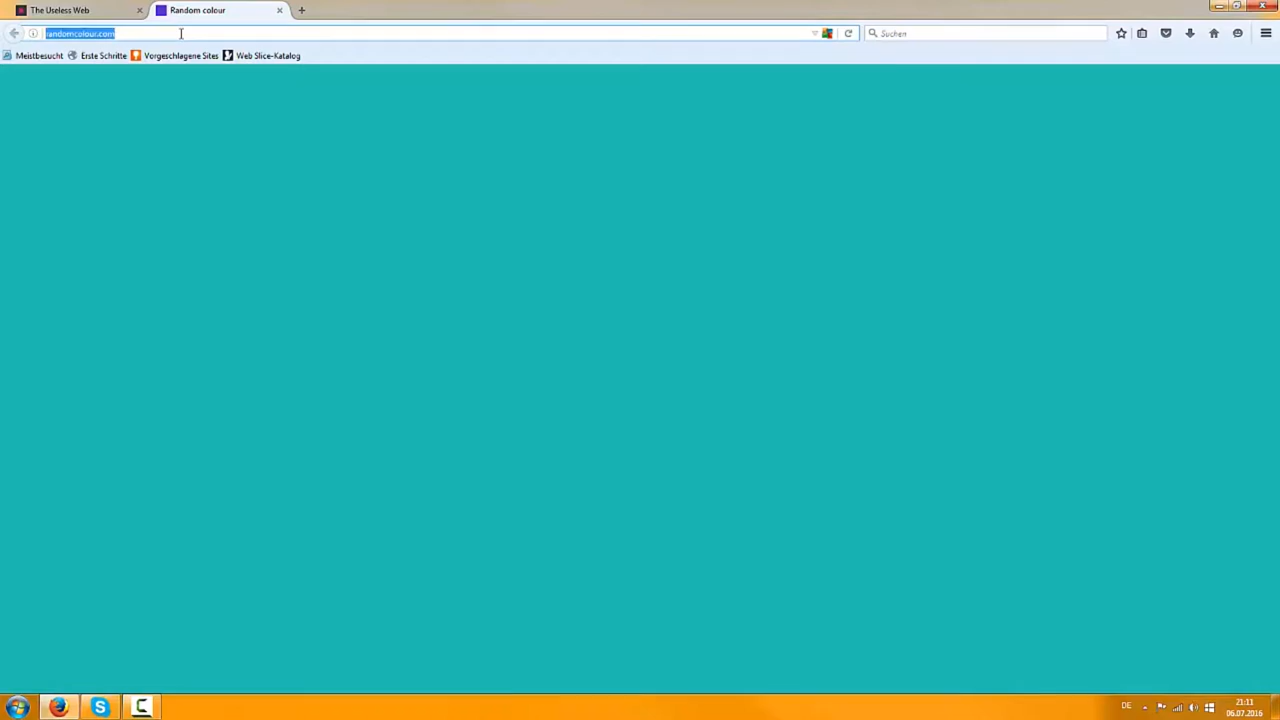 The Useless Web
Random colour
randomcolour.com
Suchen
Meistbesucht Erste Schritte Vorgeschlagene Sites Web Slice-Katalog
DE
21:11
06.07.2016